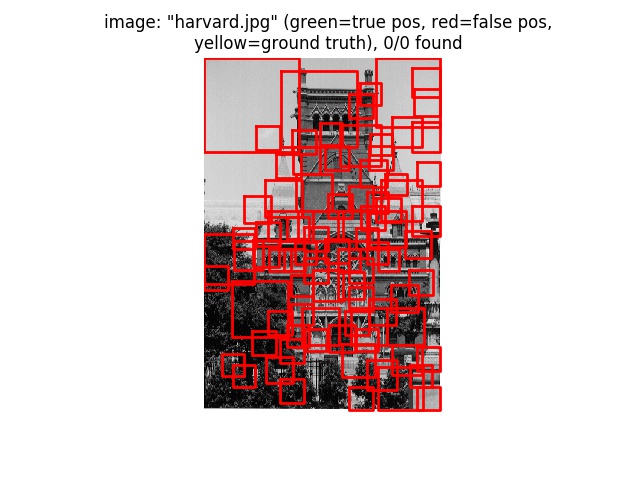 image: "harvard.jpg" (green=true pos, red=false pos,
yellow=ground truth), 0/0 found